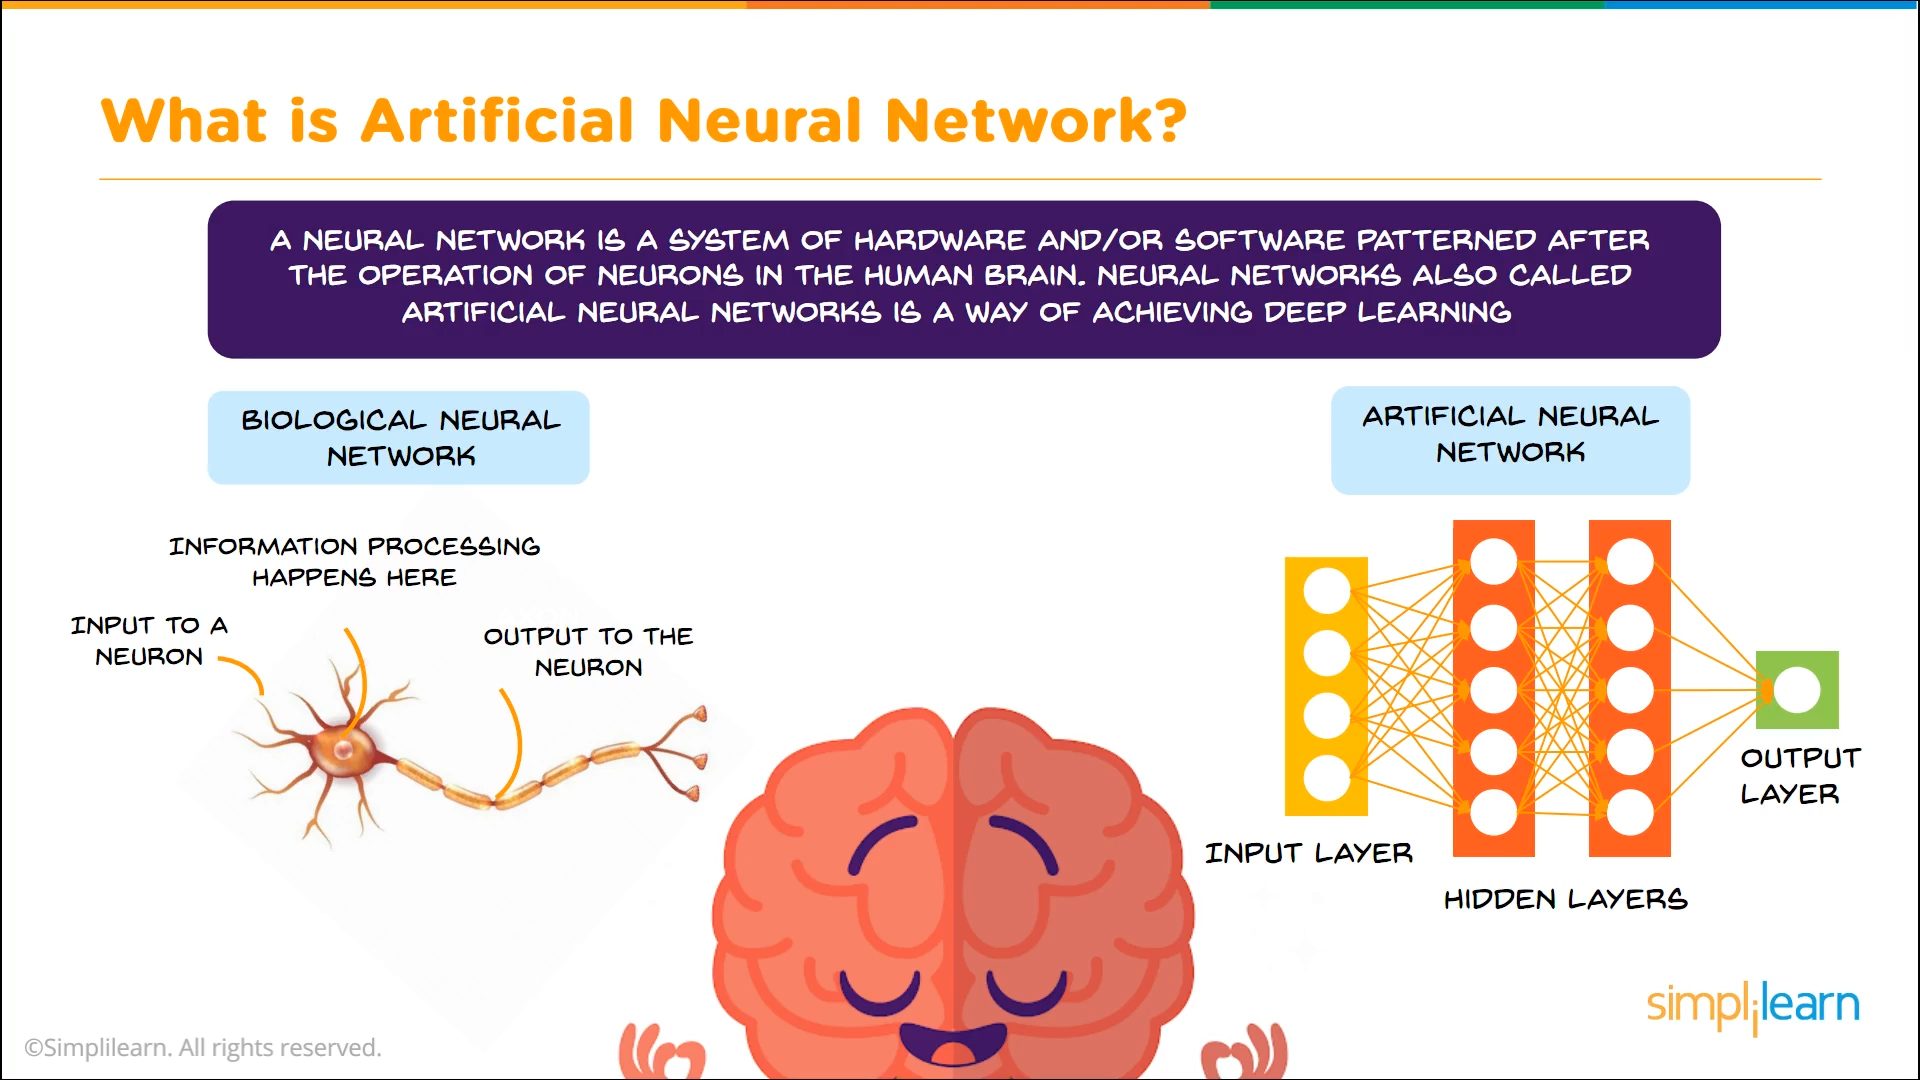 What is Artificial Neural Network?
A NEURAL NETWORK IS A SYSTEM OF HARDWARE AND/OR SOFTWARE PATTERNED AFTER
THE OPERATION OF NEURONS IN THE HUMAN BRAIN. NEURAL NETWORKS ALSO CALLED
ARTIFICIAL NEURAL NETWORKS IS A WAY OF ACHIEVING DEEP LEARNING
BIOLOGICAL NEURAL
NETWORK
INFORMATION PROCESSING
HAPPENS HERE
INPUT TO A
NEURON
OUTPUT TO THE
NEURON
ARTIFICIAL NEURAL
NETWORK
INPUT LAYER
HIDDEN LAYERS
OUTPUT
LAYER
simplilearn
©Simplilearn. All rights reserved.